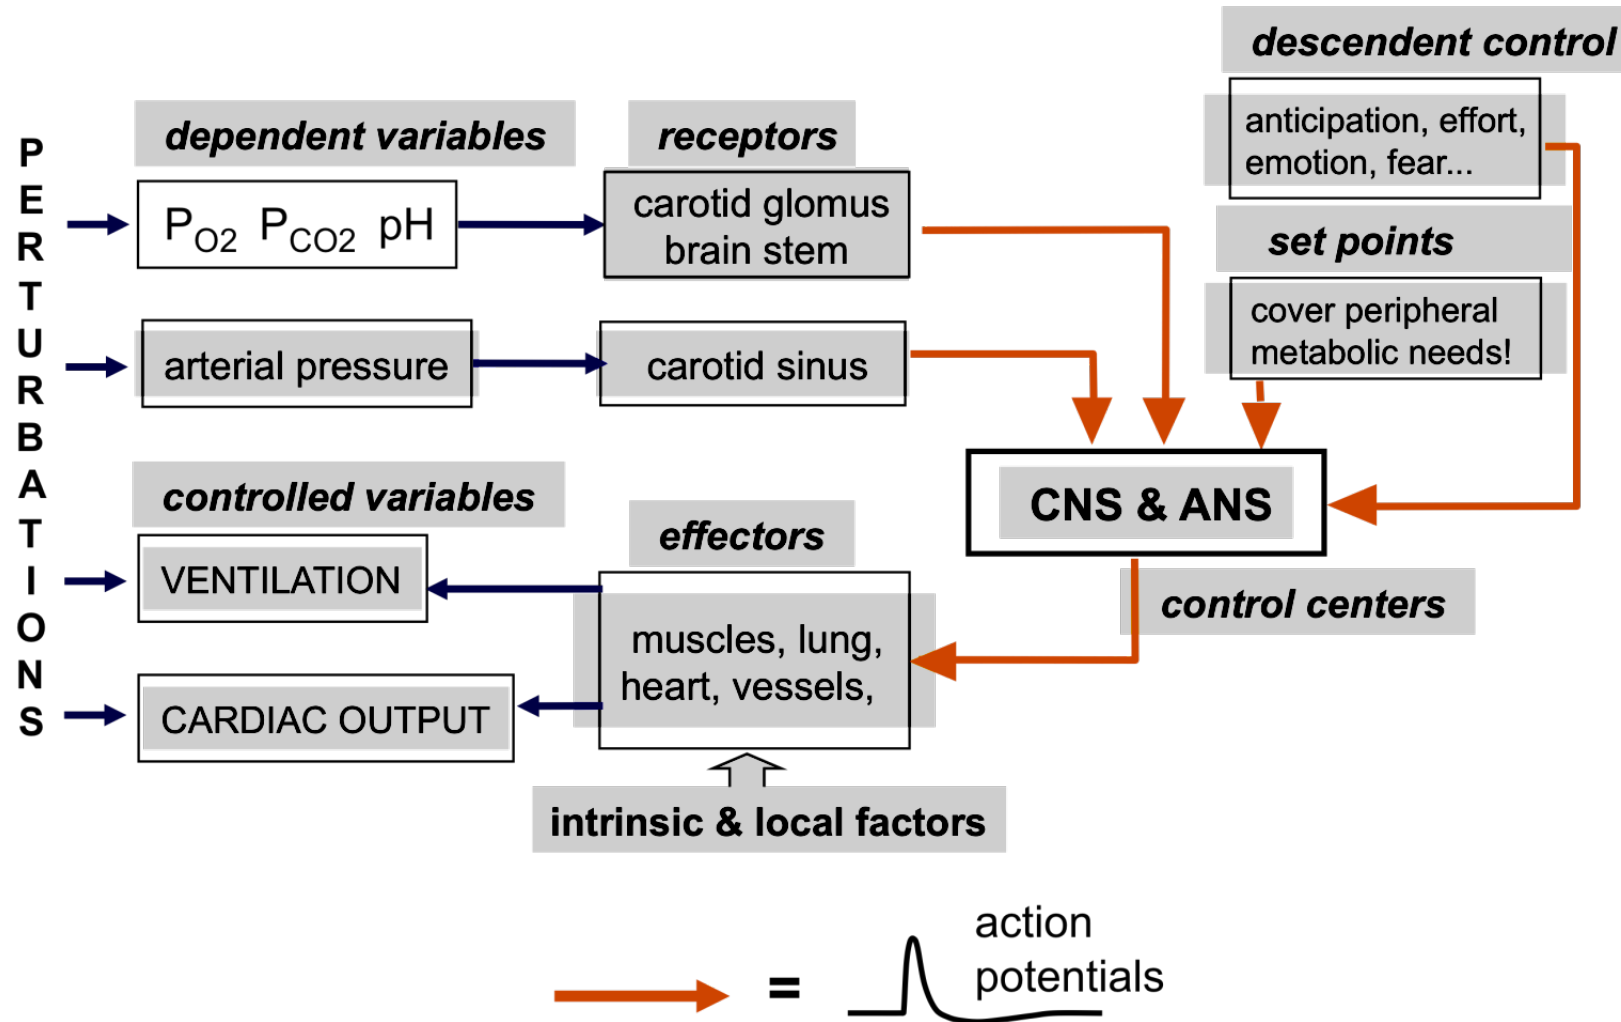 PERTURBATIONS
descendent control
anticipation, effort,
emotion, fear...
dependent variables
receptors
P_O2 P_CO2 pH
carotid glomus
brain stem
set points
cover peripheral
metabolic needs!
arterial pressure
carotid sinus
CNS & ANS
control centers
controlled variables
effectors
VENTILATION
muscles, lung,
heart, vessels,
CARDIAC OUTPUT
intrinsic & local factors
= action
potentials